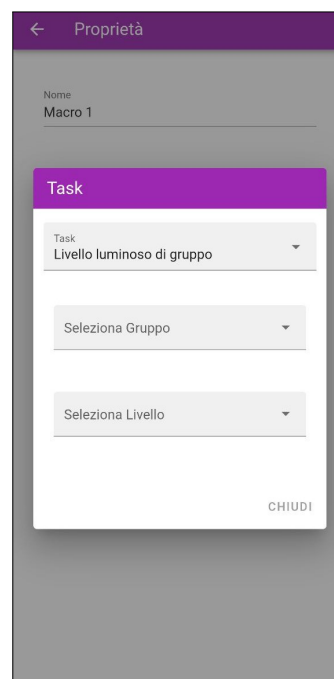 Proprietà
Nome
Macro 1
Task
Task
Livello luminoso di gruppo
Seleziona Gruppo
Seleziona Livello
CHIUDI